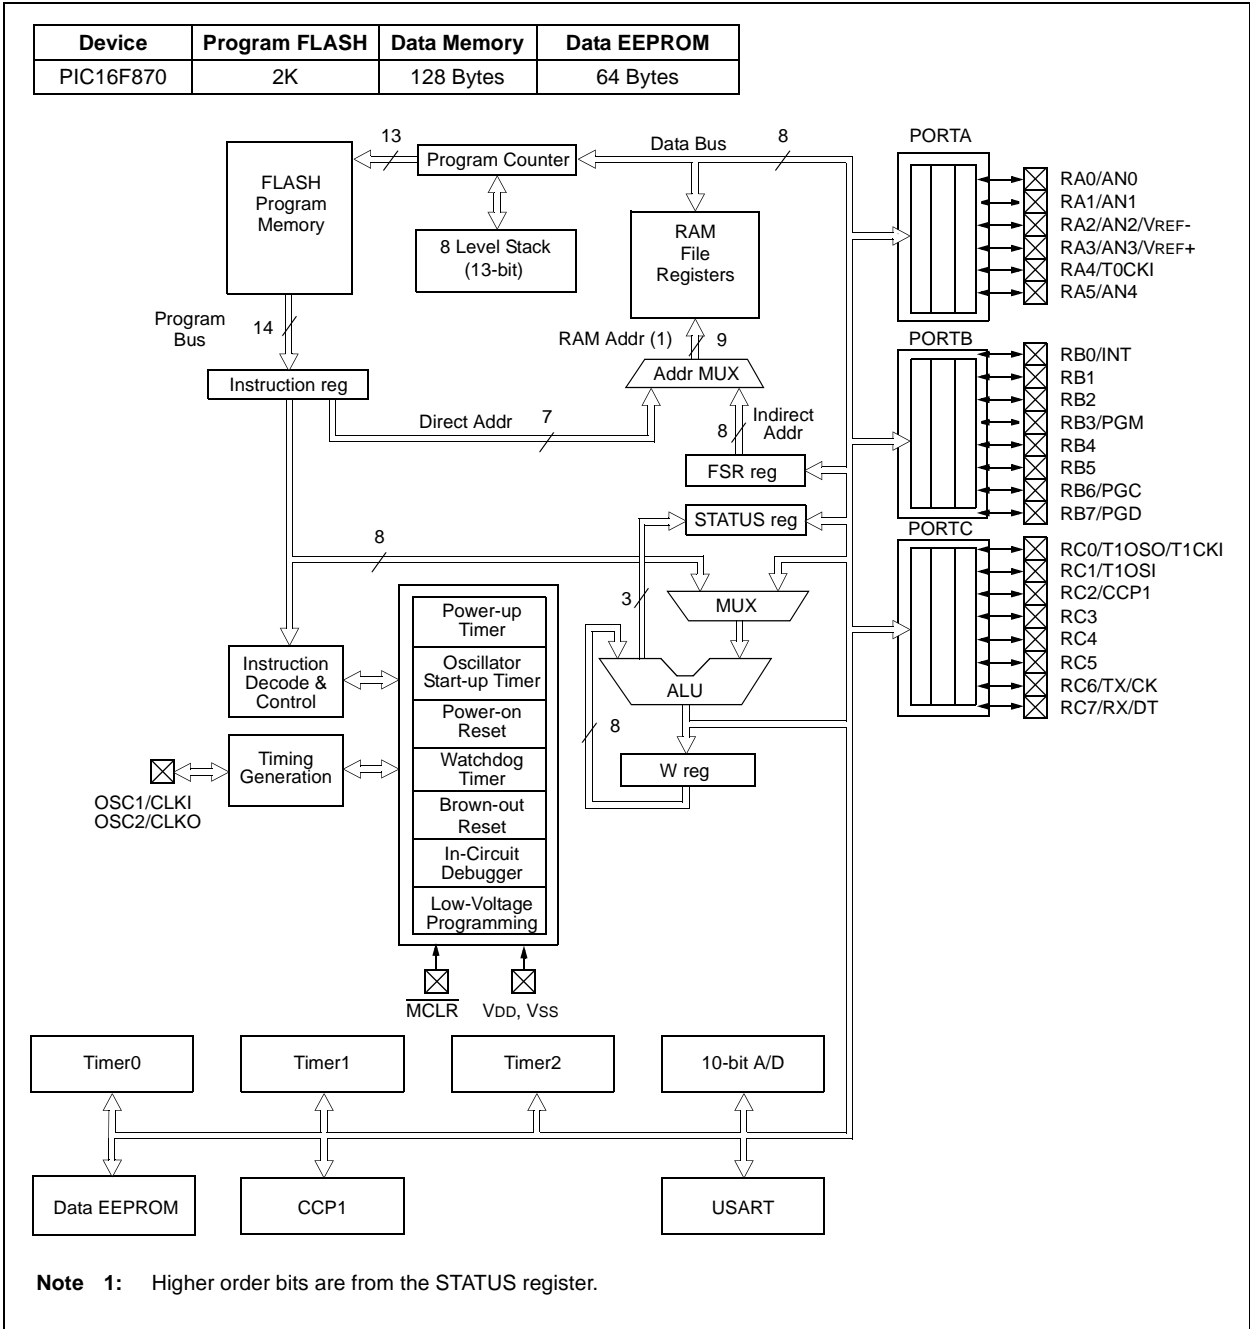 Device Program FLASH Data Memory Data EEPROM
PIC16F870 2K 128 Bytes 64 Bytes
13
Data Bus
8
PORTA
FLASH
Program
Memory
Program Counter
8 Level Stack
(13-bit)
RAM
File
Registers
RA0/AN0
RA1/AN1
RA2/AN2/VREF-
RA3/AN3/VREF+
RA4/T0CKI
RA5/AN4
Program
Bus
14
RAM Addr (1)
9
PORTB
Instruction reg
Addr MUX
Direct Addr
7
8
Indirect
Addr
FSR reg
STATUS reg
RB0/INT
RB1
RB2
RB3/PGM
RB4
RB5
RB6/PGC
RB7/PGD
PORTC
8
3
MUX
ALU
8
W reg
RC0/T1OSO/T1CKI
RC1/T1OSI
RC2/CCP1
RC3
RC4
RC5
RC6/TX/CK
RC7/RX/DT
Power-up
Timer
Oscillator
Start-up Timer
Power-on
Reset
Watchdog
Timer
Brown-out
Reset
In-Circuit
Debugger
Low-Voltage
Programming
Instruction
Decode &
Control
Timing
Generation
OSC1/CLKI
OSC2/CLKO
MCLR
VDD, VSS
Timer0
Timer1
Timer2
10-bit A/D
Data EEPROM
CCP1
USART
Note 1: Higher order bits are from the STATUS register.